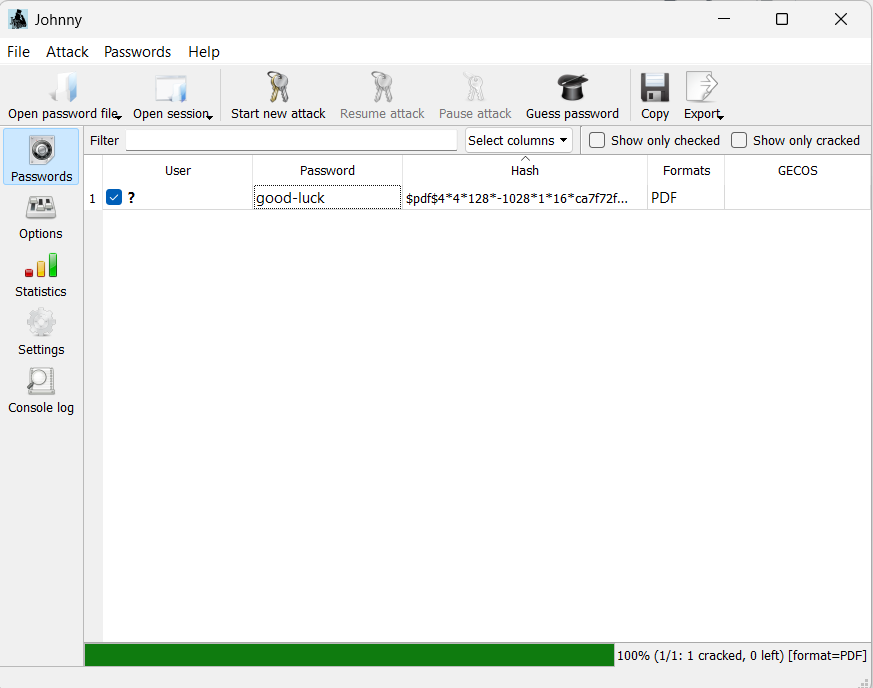 Johnny
File Attack Passwords Help
Open password file Open session Start new attack Resume attack Pause attack Guess password Copy Export
Filter Select columns Show only checked Show only cracked
Passwords
Options
Statistics
Settings
Console log
User Password Hash Formats GECOS
1 ? good-luck $pdf$4*4*128*-1028*1*16*ca7f72f... PDF
100% (1/1: 1 cracked, 0 left) [format=PDF]